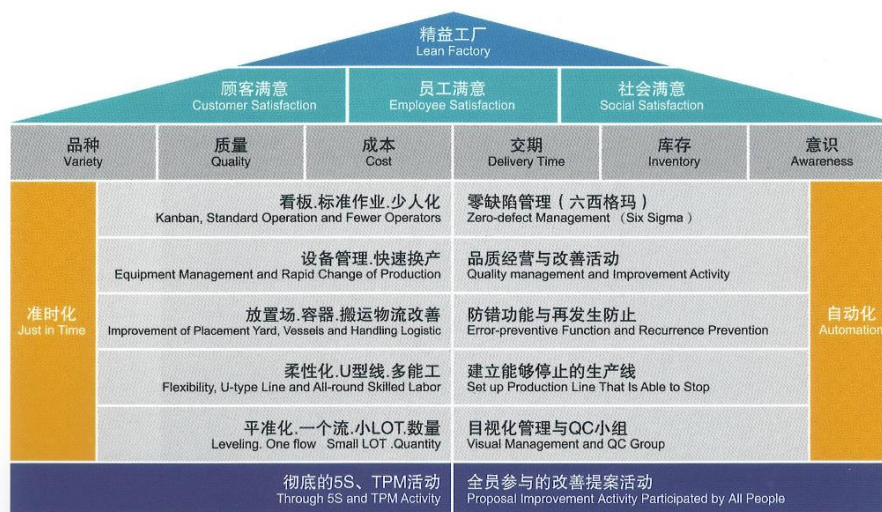 精益工厂
Lean Factory
顾客满意
Customer Satisfaction
员工满意
Employee Satisfaction
社会满意
Social Satisfaction
品种
Variety
质量
Quality
成本
Cost
交期
Delivery Time
库存
Inventory
意识
Awareness
准时化
Just in Time
看板.标准作业.少人化
Kanban, Standard Operation and Fewer Operators
设备管理.快速换产
Equipment Management and Rapid Change of Production
放置场.容器.搬运物流改善
Improvement of Placement Yard, Vessels and Handling Logistic
柔性化.U型线.多能工
Flexibility, U-type Line and All-round Skilled Labor
平准化.一个流.小LOT.数量
Leveling. One flow Small LOT .Quantity
零缺陷管理（六西格玛）
Zero-defect Management （Six Sigma）
品质经营与改善活动
Quality management and Improvement Activity
防错功能与再发生防止
Error-preventive Function and Recurrence Prevention
建立能够停止的生产线
Set up Production Line That Is Able to Stop
目视化管理与QC小组
Visual Management and QC Group
自动化
Automation
彻底的5S、TPM活动
Through 5S and TPM Activity
全员参与的改善提案活动
Proposal Improvement Activity Participated by All People